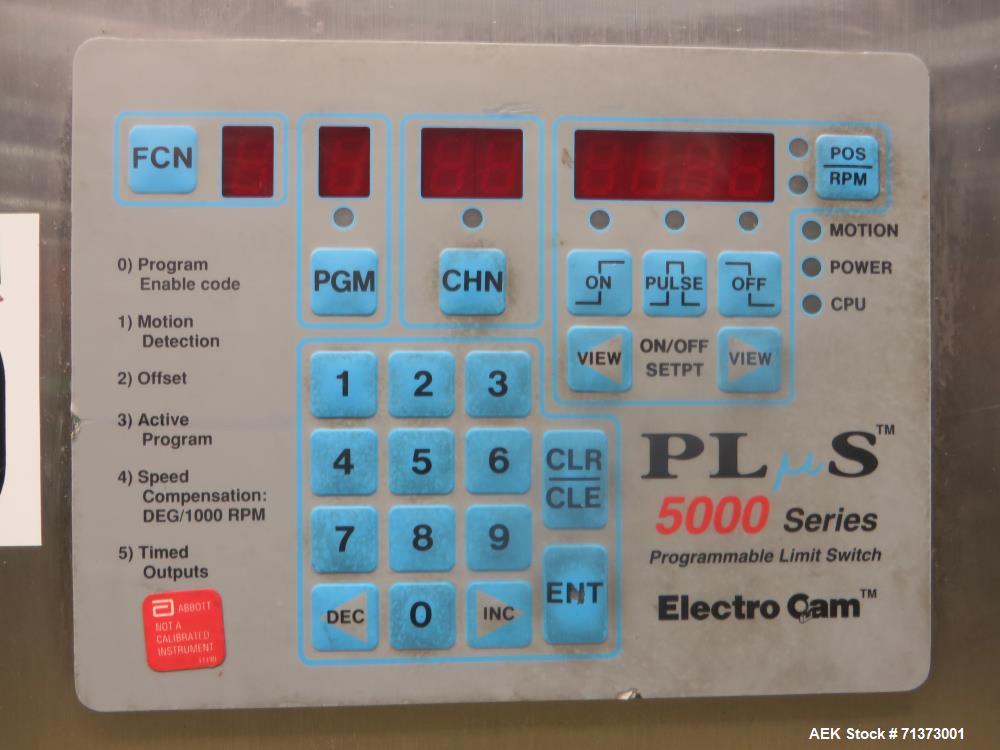 FCN
POS
RPM
MOTION
POWER
CPU
PGM
CHN
ON
PULSE
OFF
VIEW
ON/OFF
SETPT
VIEW
0) Program
Enable code
1) Motion
Detection
2) Offset
3) Active
Program
4) Speed
Compensation:
DEG/1000 RPM
5) Timed
Outputs
1 2 3
4 5 6
7 8 9
DEC 0 INC
CLR
CLE
ENT
PLµS™
5000 Series
Programmable Limit Switch
Electro Cam™
ABBOTT
NOT A
CALIBRATED
INSTRUMENT
AEK Stock # 71373001